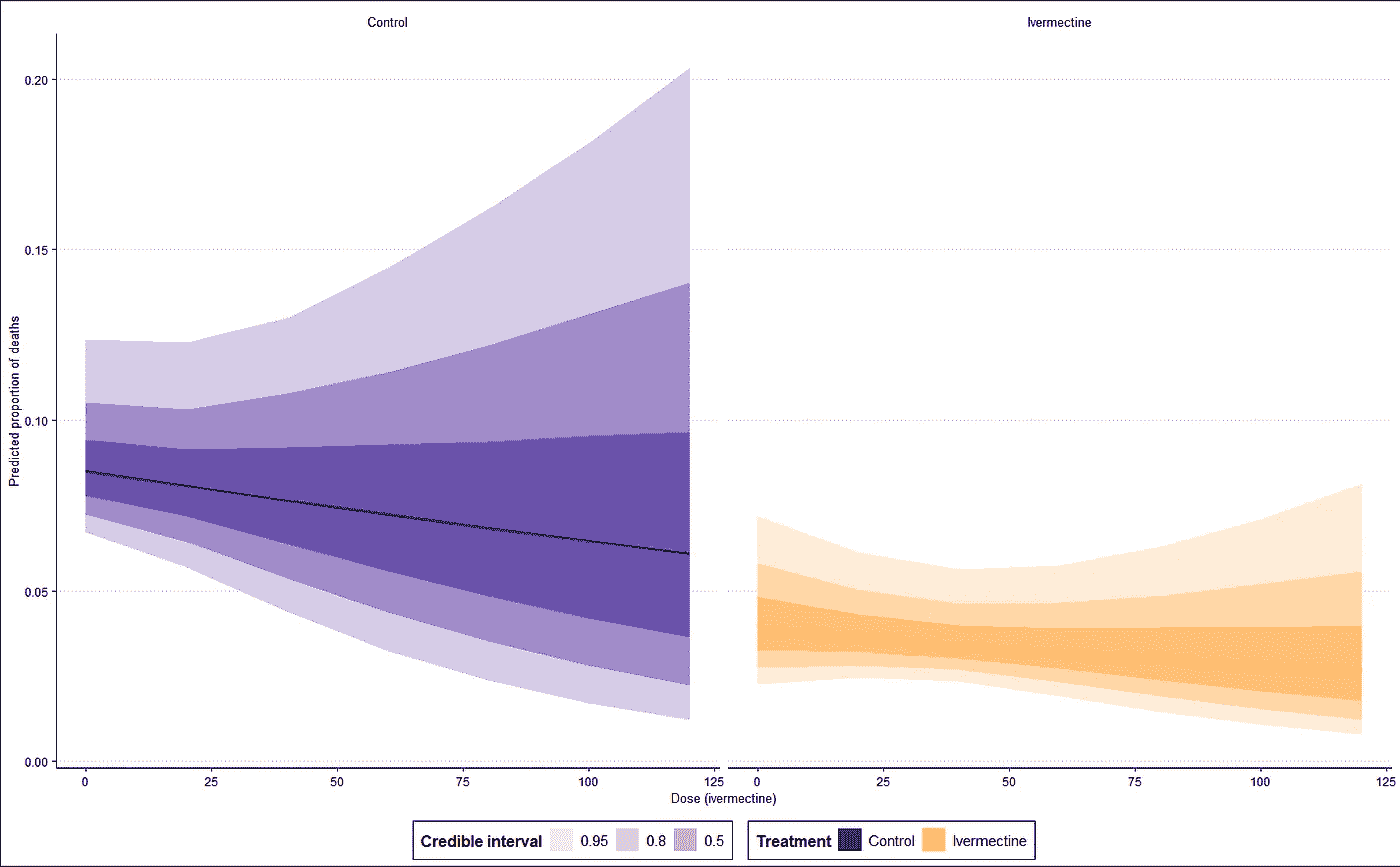 Control
Ivermectine
Predicted proportion of deaths
0.20
0.15
0.10
0.05
0.00
0 25 50 75 100 125
0 25 50 75 100 125
Dose (ivermectine)
Credible interval 0.95 0.8 0.5
Treatment Control Ivermectine